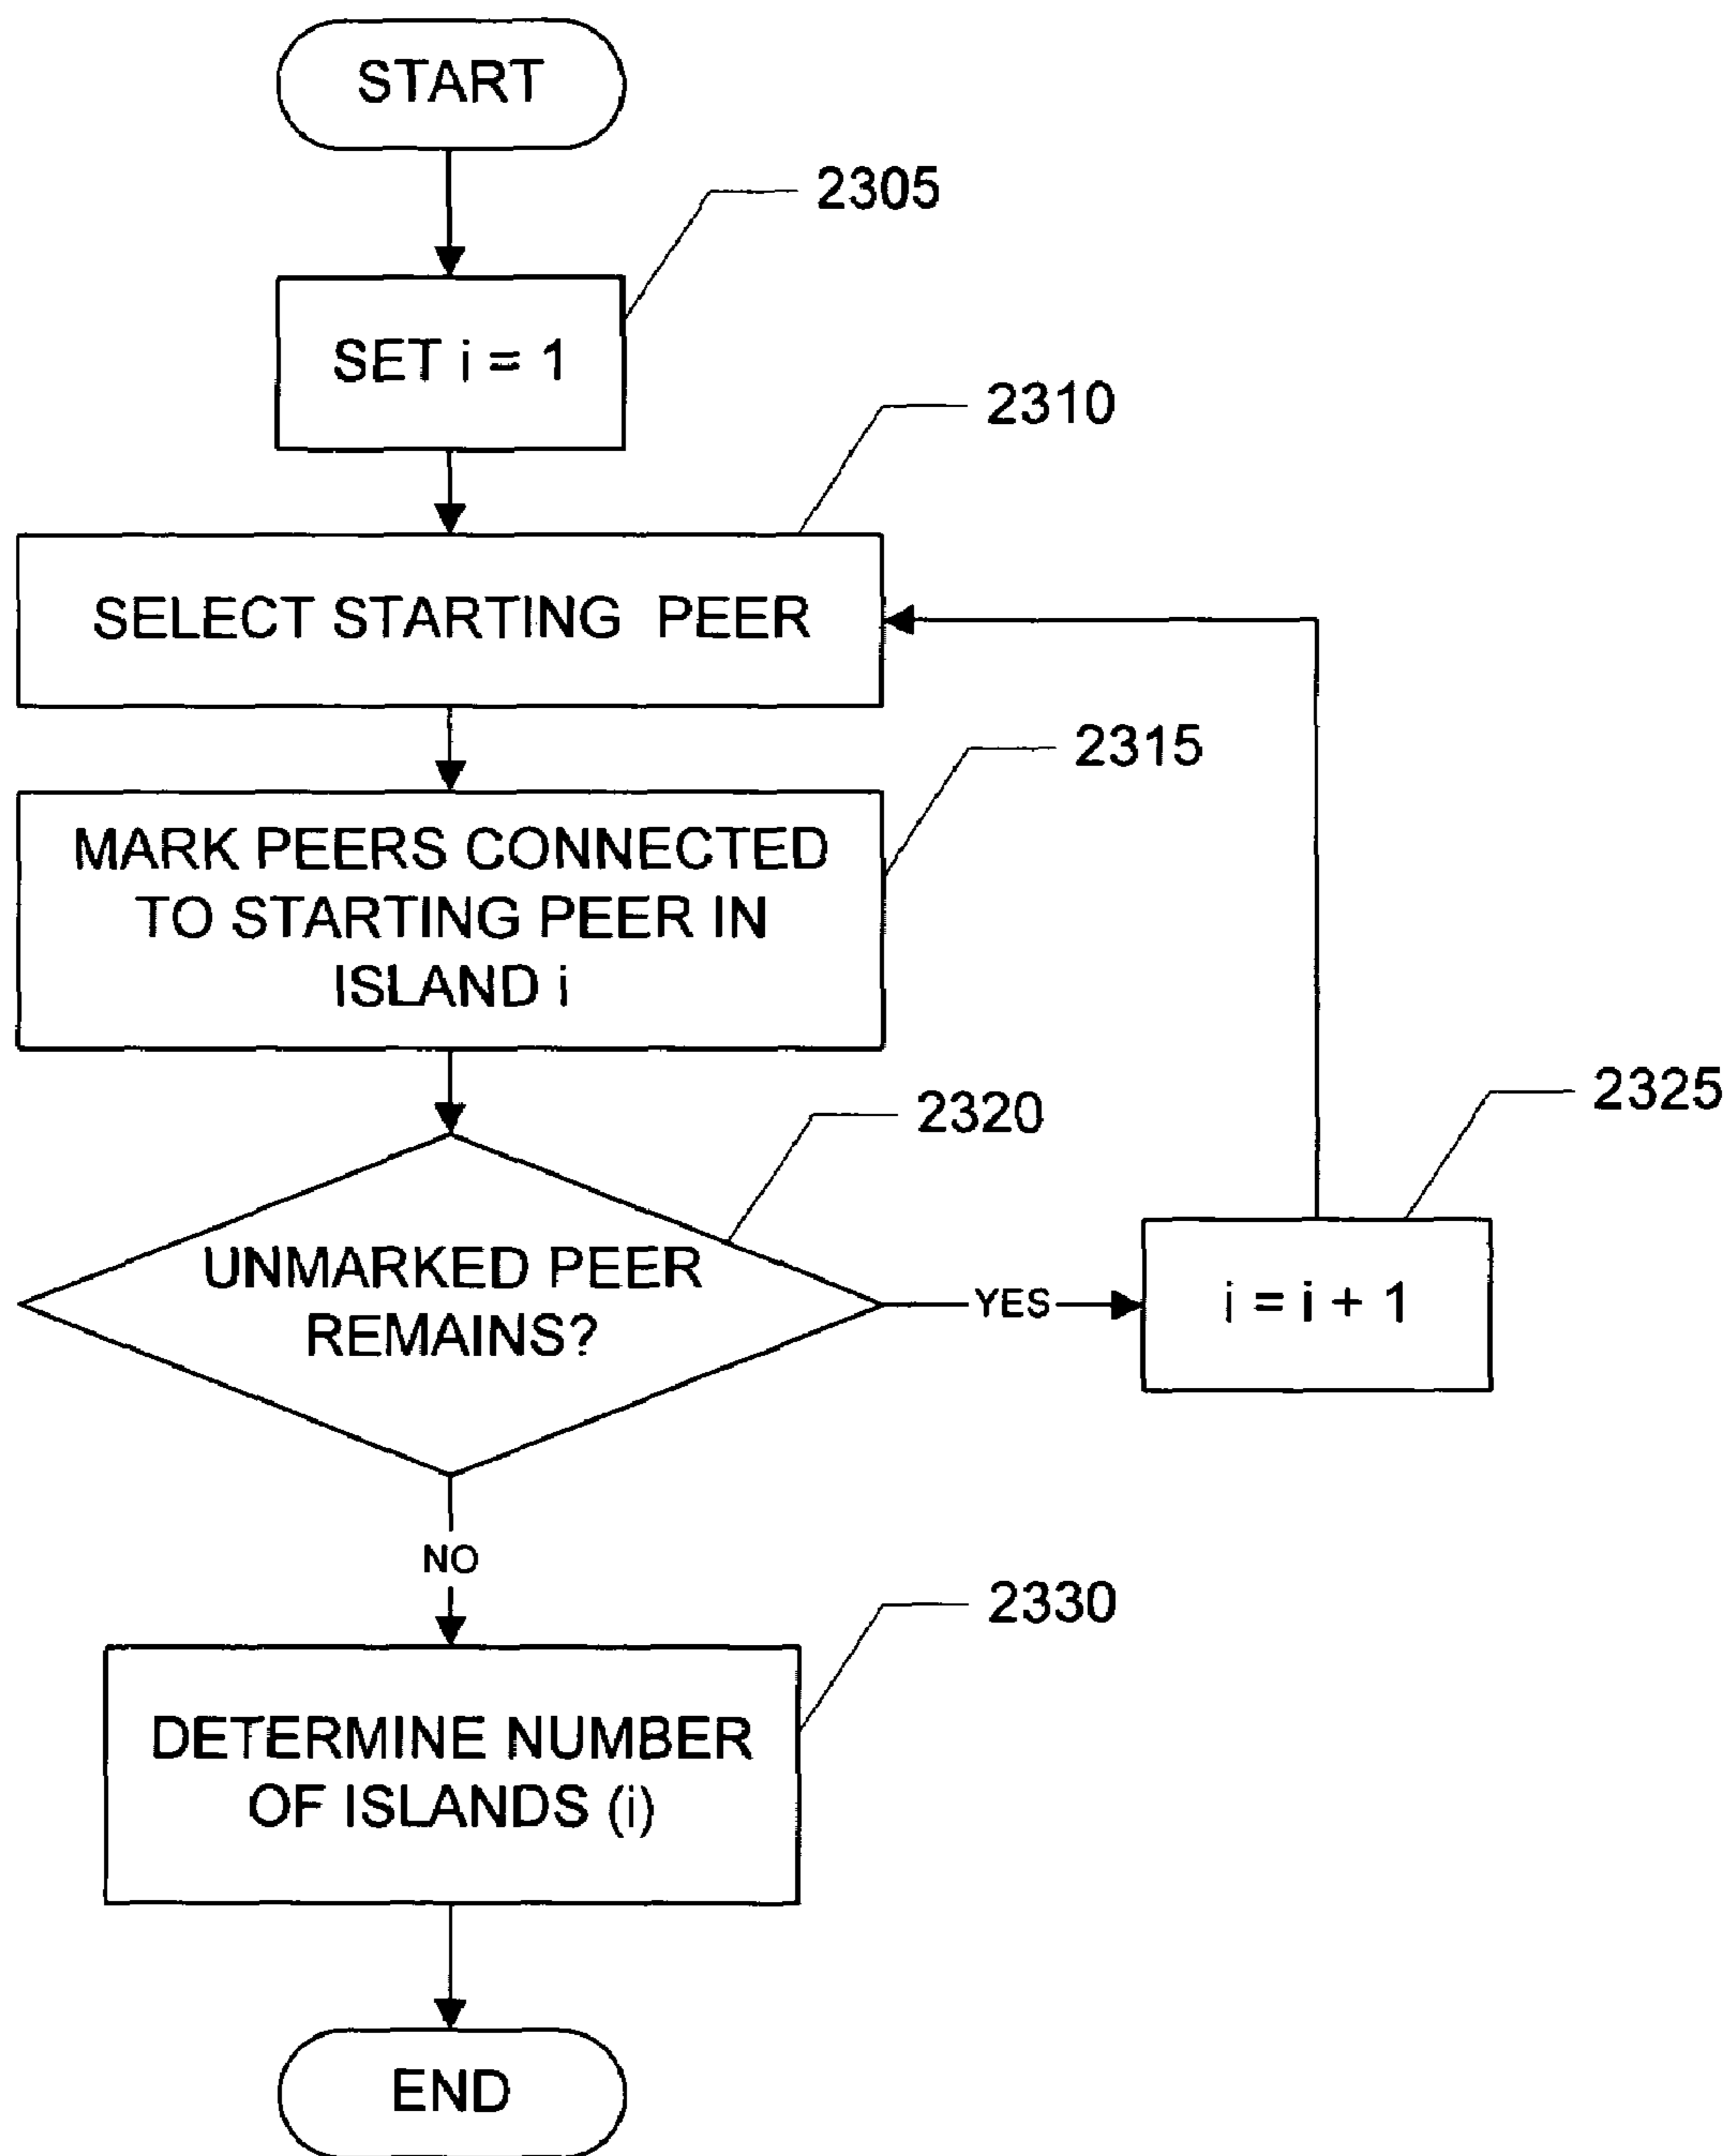 START
2305
SET i = 1
2310
SELECT STARTING PEER
2315
MARK PEERS CONNECTED
TO STARTING PEER IN
ISLAND i
2320
UNMARKED PEER
REMAINS?
YES
2325
i = i + 1
NO
2330
DETERMINE NUMBER
OF ISLANDS (i)
END